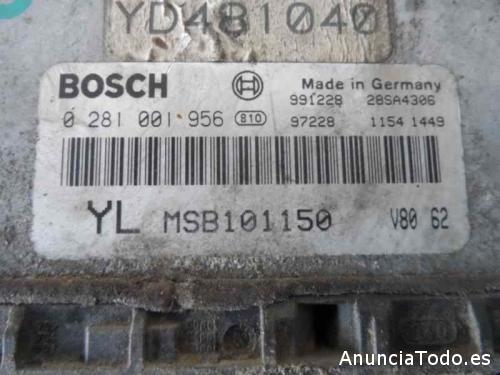 YD481040
BOSCH
Made in Germany
0 281 001 956 810
991228 28SA4306
97228 1154 1449
YL MSB101150 V80 62
AnunciaTodo.es